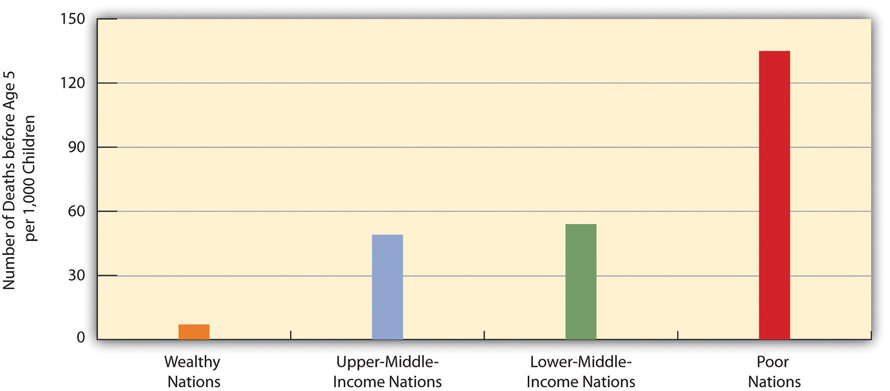 150
120
90
60
30
0
Number of Deaths before Age 5
per 1,000 Children
Wealthy
Nations
Upper-Middle-
Income Nations
Lower-Middle-
Income Nations
Poor
Nations